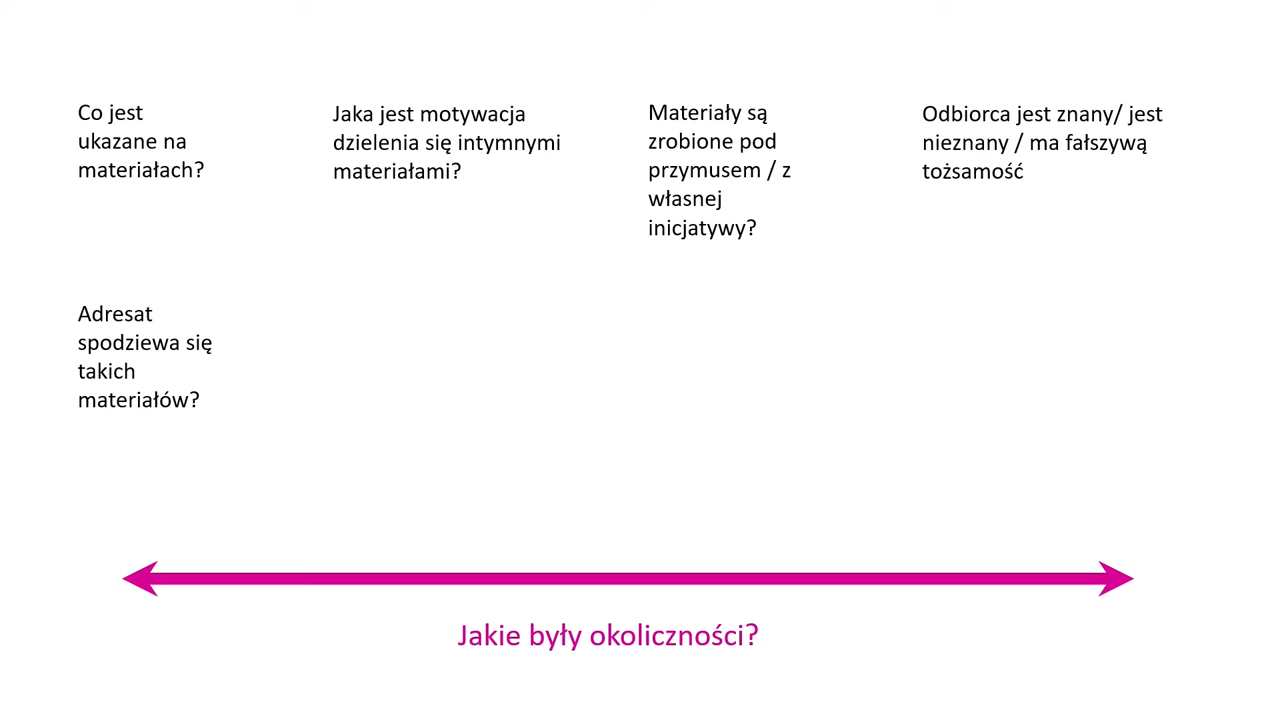 Co jest
ukazane na
materiałach?
Jaka jest motywacja
dzielenia się intymnymi
materiałami?
Materiały są
zrobione pod
przymusem / z
własnej
inicjatywy?
Odbiorca jest znany/ jest
nieznany / ma fałszywą
tożsamość
Adresat
spodziewa się
takich
materiałów?
Jakie były okoliczności?